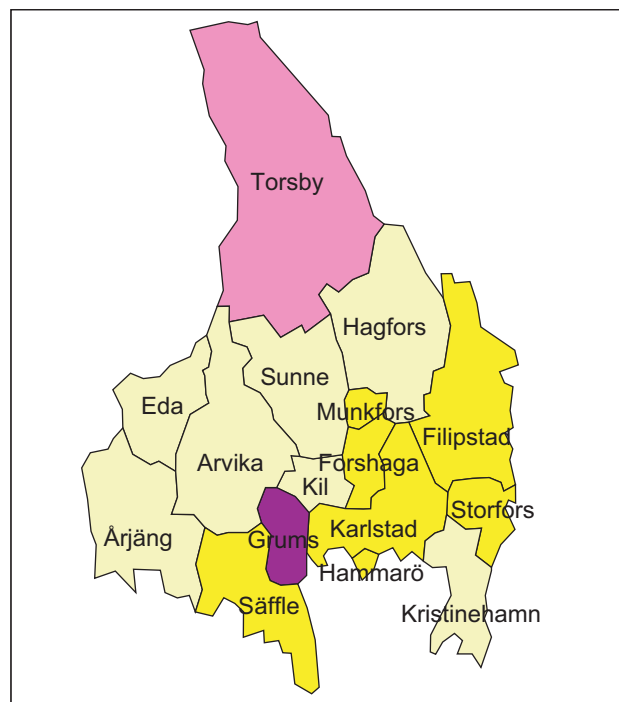 Torsby
Hagfors
Sunne
Eda
Munkfors
Filipstad
Arvika
Forshaga
Kil
Storfors
Årjäng
Grums
Karlstad
Hammarö
Säffle
Kristinehamn